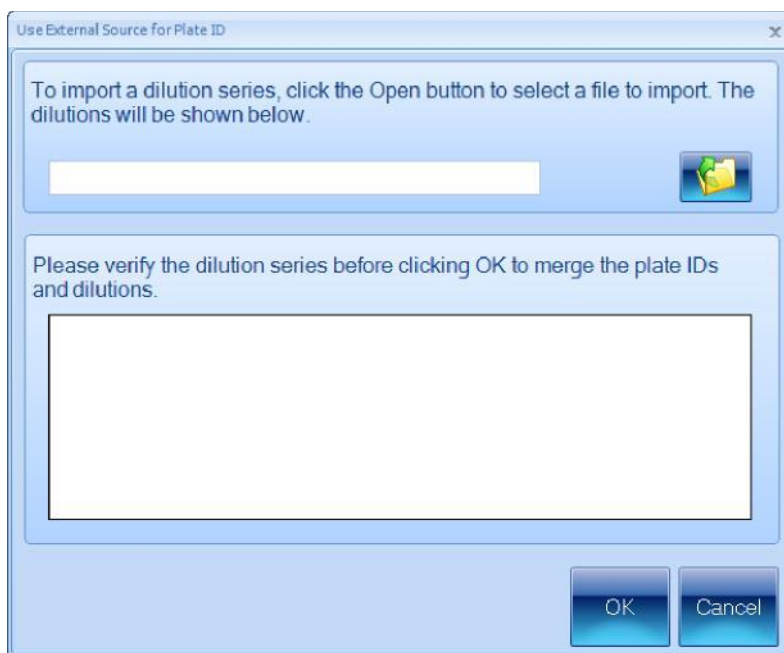 Use External Source for Plate ID
To import a dilution series, click the Open button to select a file to import. The
dilutions will be shown below.
Please verify the dilution series before clicking OK to merge the plate IDs
and dilutions.
OK
Cancel